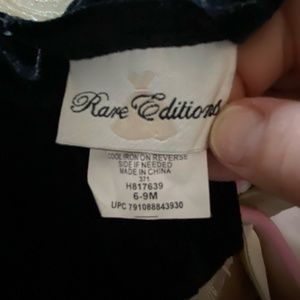 Rare Editions
COOL IRON ON REVERSE
SIDE IF NEEDED
MADE IN CHINA
371
H817639
6-9M
UPC 791088843930